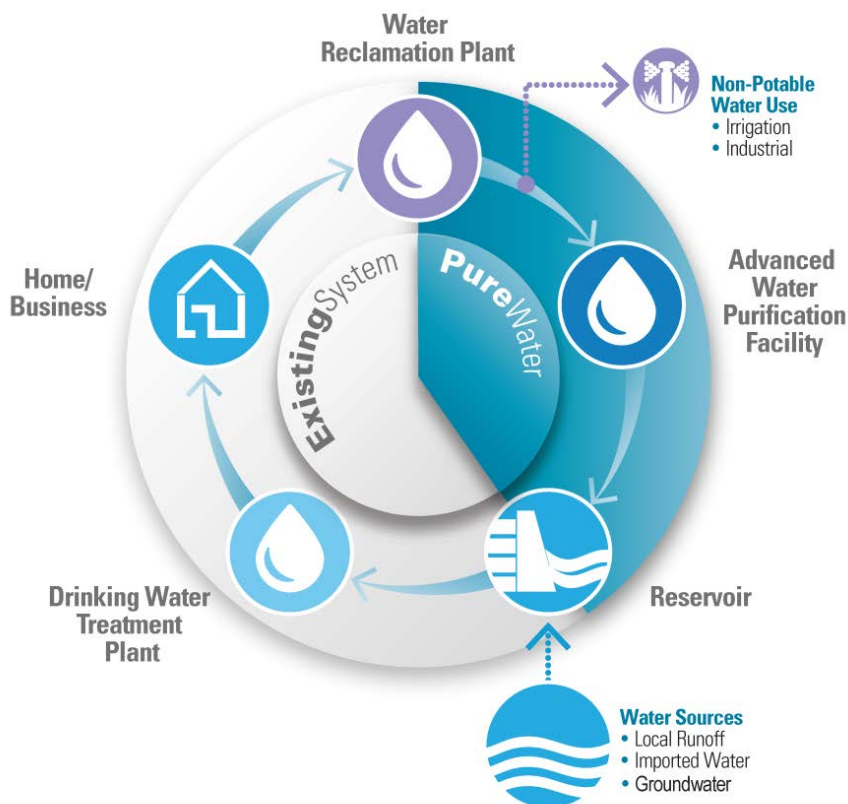 Water
Reclamation Plant
Non-Potable
Water Use
• Irrigation
• Industrial
Home/
Business
ExistingSystem
PureWater
Advanced
Water
Purification
Facility
Drinking Water
Treatment
Plant
Reservoir
Water Sources
• Local Runoff
• Imported Water
• Groundwater